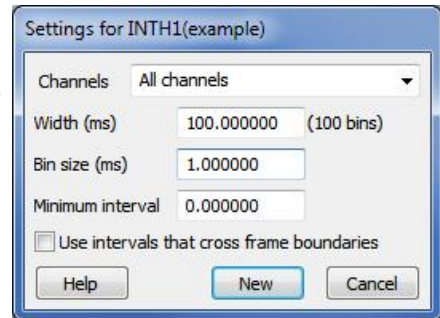 Settings for INTH1(example)
Channels All channels
Width (ms) 100.000000 (100 bins)
Bin size (ms) 1.000000
Minimum interval 0.000000
Use intervals that cross frame boundaries
Help New Cancel